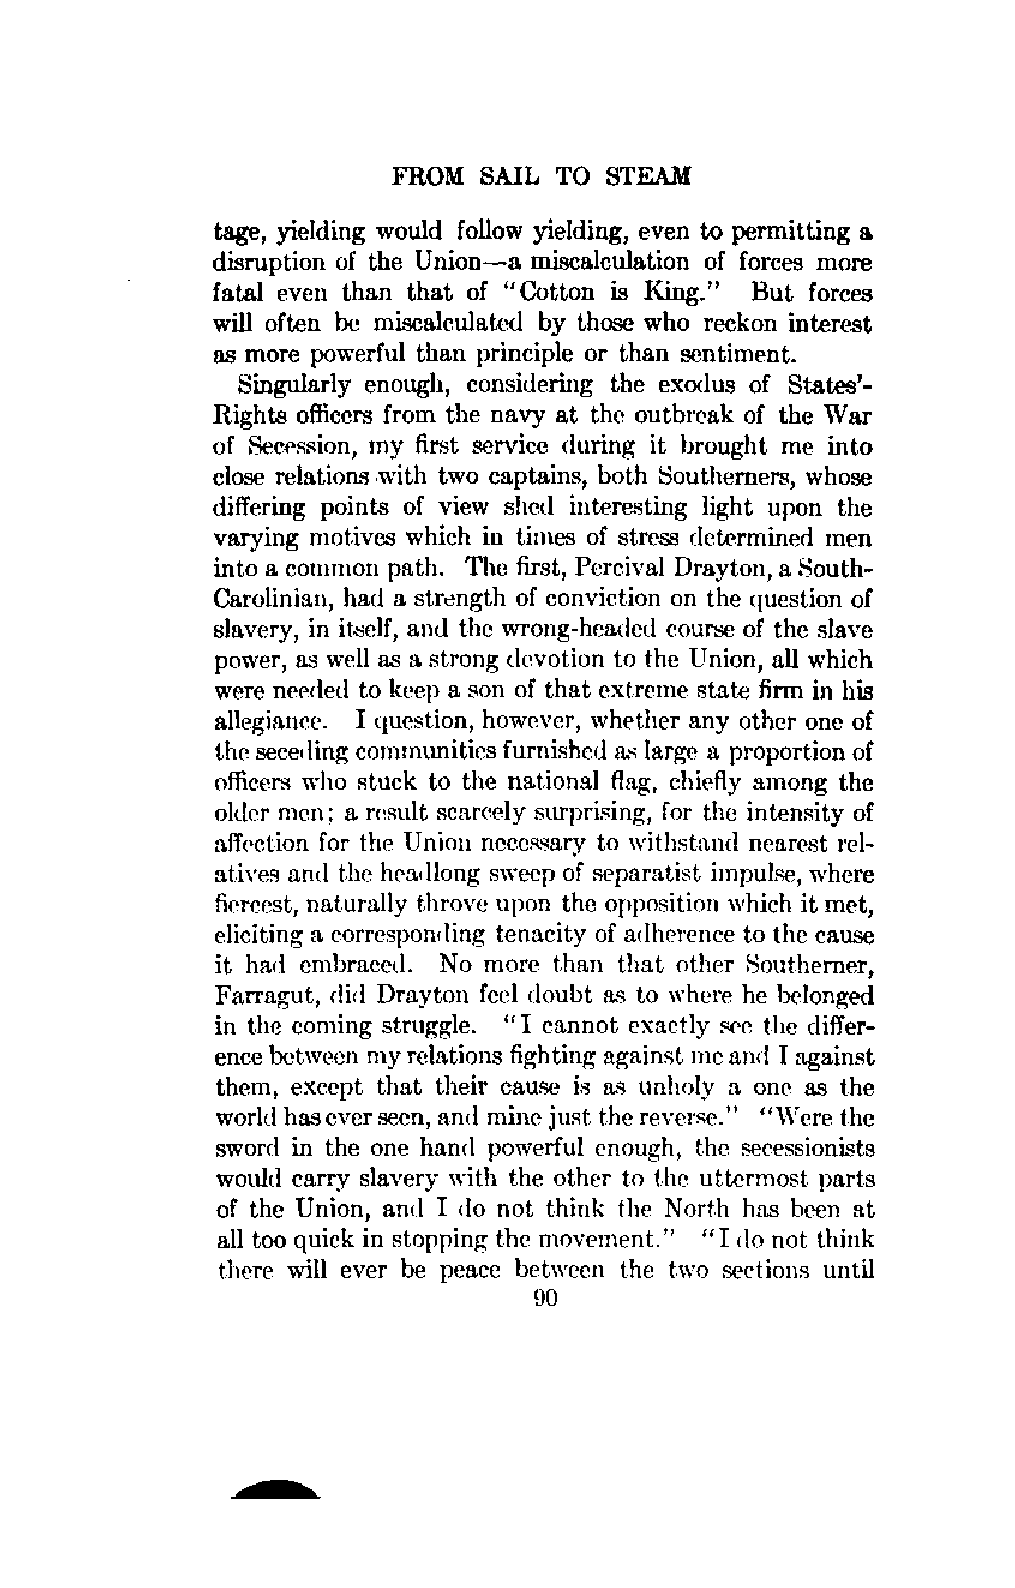 FROM SAIL TO STEAM
tage, yielding would follow yielding, even to permitting a
disruption of the Union—a miscalculation of forces more
fatal even than that of "Cotton is King." But forces
will often be miscalculated by those who reckon interest
as more powerful than principle or than sentiment.
Singularly enough, considering the exodus of States'-
Rights officers from the navy at the outbreak of the War
of Secession, my first service during it brought me into
close relations with two captains, both Southerners, whose
differing points of view shed interesting light upon the
varying motives which in times of stress determined men
into a common path. The first, Percival Drayton, a South-
Carolinian, had a strength of conviction on the question of
slavery, in itself, and the wrong-headed course of the slave
power, as well as a strong devotion to the Union, all which
were needed to keep a son of that extreme state firm in his
allegiance. I question, however, whether any other one of
the seceding communities furnished as large a proportion of
officers who stuck to the national flag, chiefly among the
older men; a result scarcely surprising, for the intensity of
affection for the Union necessary to withstand nearest rel-
atives and the headlong sweep of separatist impulse, where
fiercest, naturally throve upon the opposition which it met,
eliciting a corresponding tenacity of adherence to the cause
it had embraced. No more than that other Southerner,
Farragut, did Drayton feel doubt as to where he belonged
in the coming struggle. "I cannot exactly see the differ-
ence between my relations fighting against me and I against
them, except that their cause is as unholy a one as the
world has ever seen, and mine just the reverse." "Were the
sword in the one hand powerful enough, the secessionists
would carry slavery with the other to the uttermost parts
of the Union, and I do not think the North has been at
all too quick in stopping the movement." "I do not think
there will ever be peace between the two sections until
90